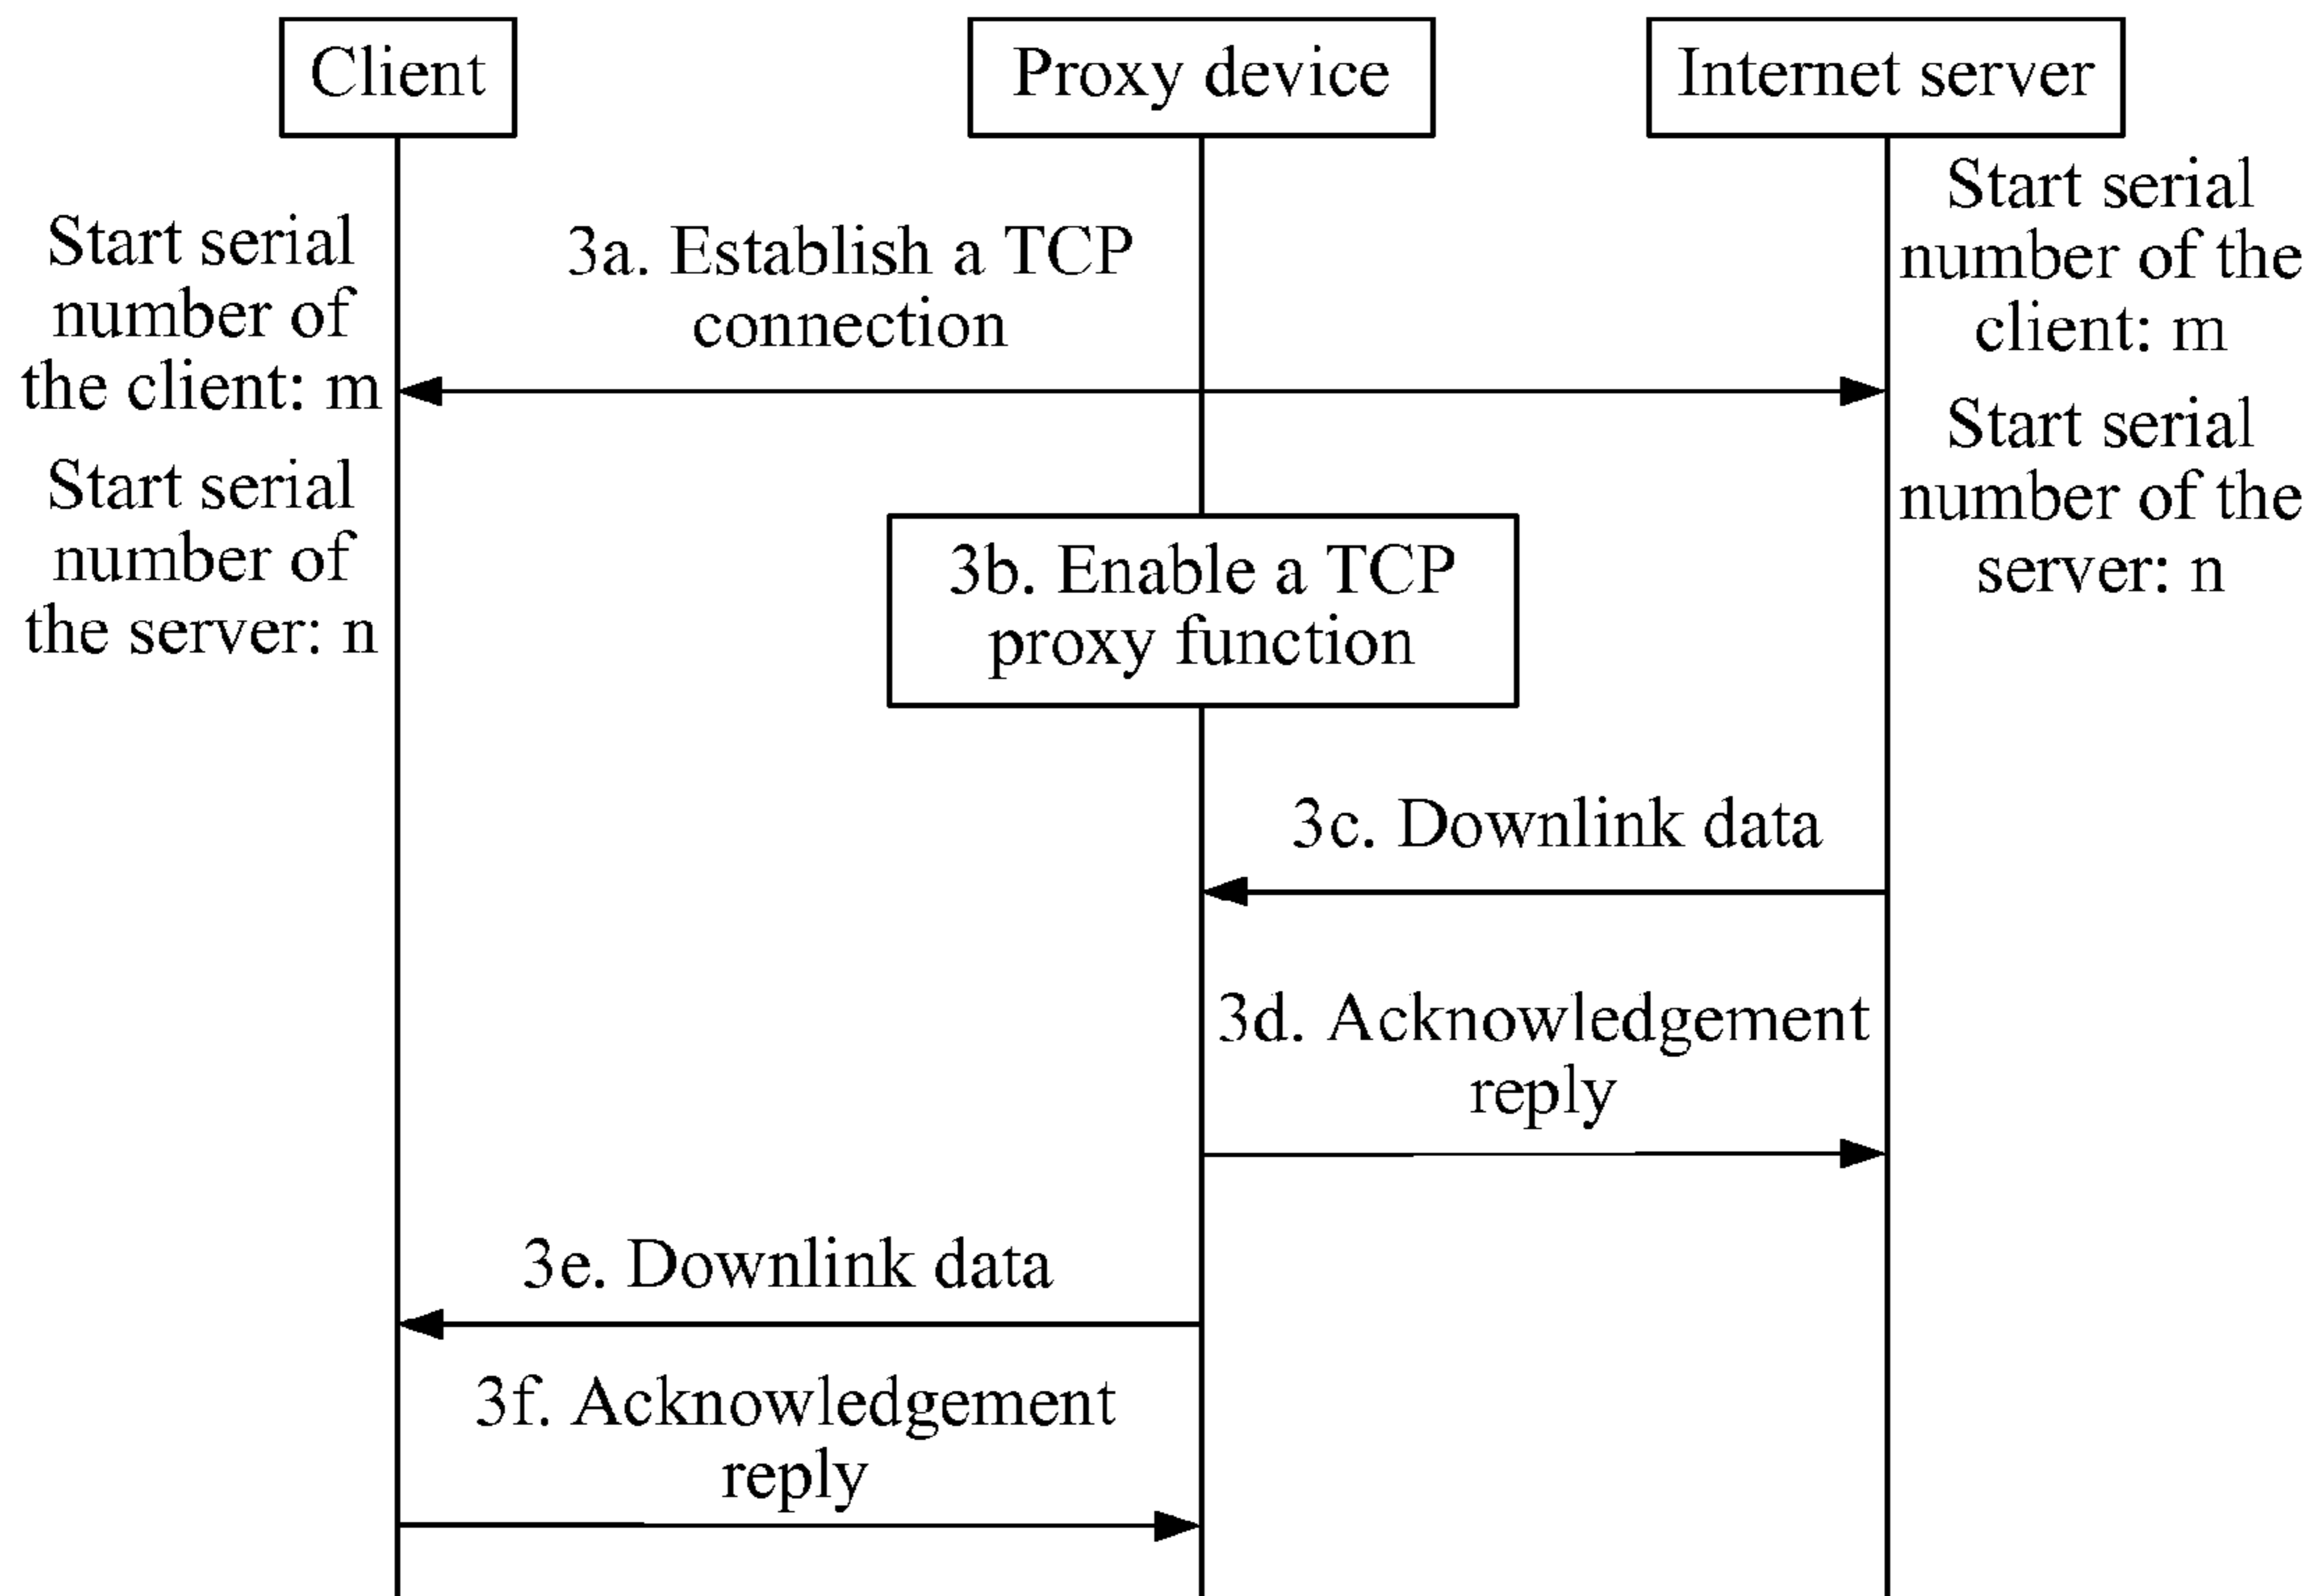 Client
Proxy device
Internet server
Start serial
number of
the client: m
Start serial
number of
the server: n
3a. Establish a TCP
connection
Start serial
number of the
client: m
Start serial
number of the
server: n
3b. Enable a TCP
proxy function
3c. Downlink data
3d. Acknowledgement
reply
3e. Downlink data
3f. Acknowledgement
reply